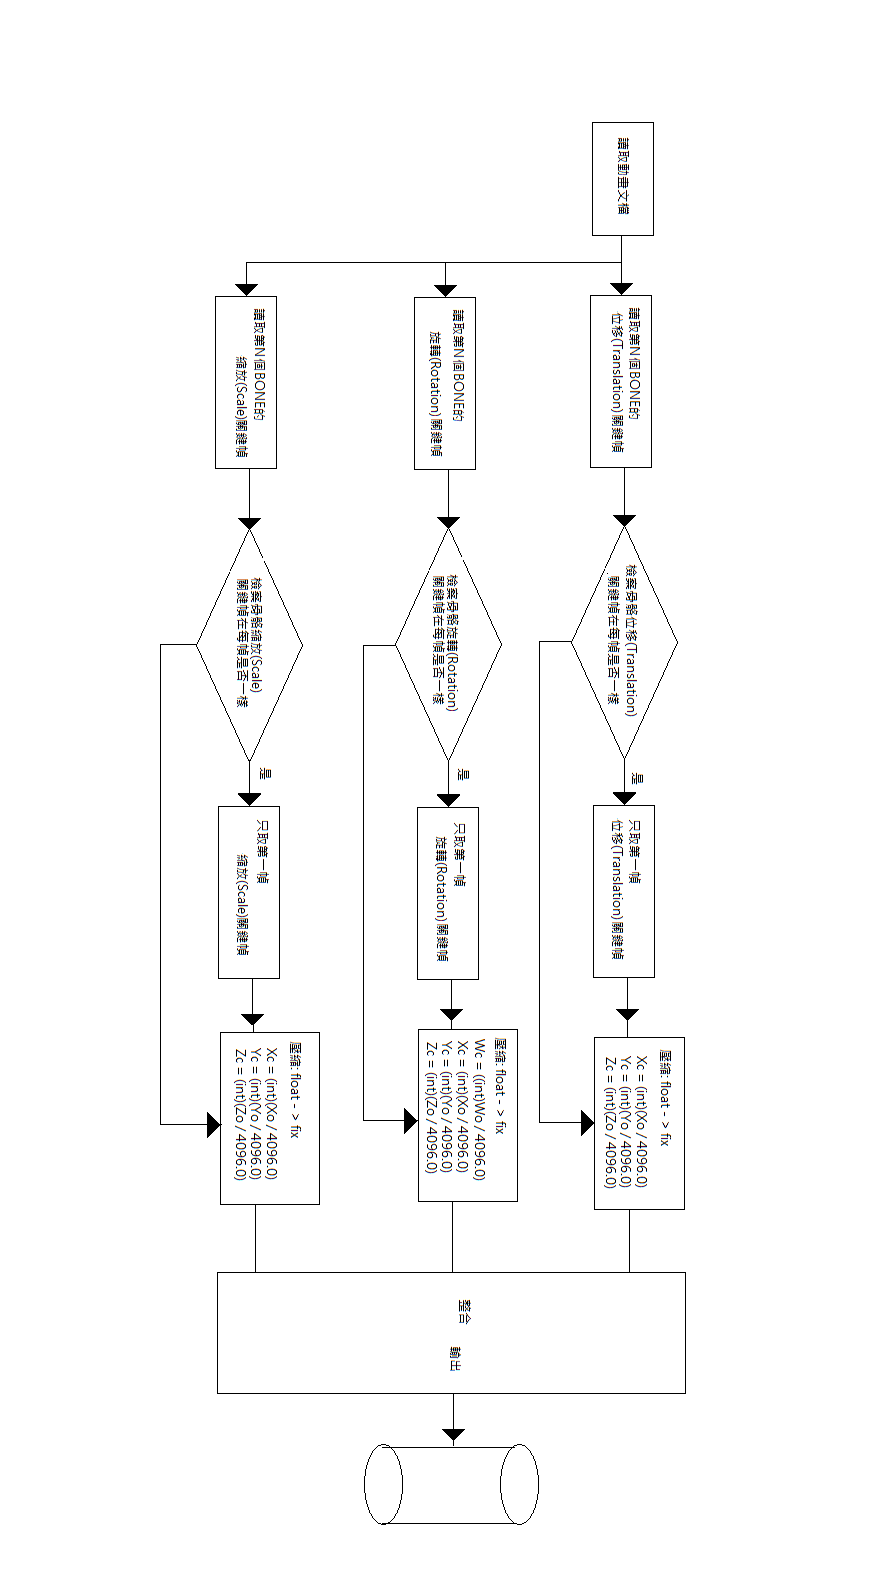 讀取動畫文檔
讀取第N個BONE的
位移(Translation)關鍵幀
檢察骨骼位移(Translation)
關鍵幀在每幀是否一樣
是
只取第一幀
位移(Translation)關鍵幀
壓縮: float - > fix
Xc = (int)(Xo / 4096.0)
Yc = (int)(Yo / 4096.0)
Zc = (int)(Zo / 4096.0)
讀取第N個BONE的
旋轉(Rotation)關鍵幀
檢察骨骼旋轉(Rotation)
關鍵幀在每幀是否一樣
是
只取第一幀
旋轉(Rotation)關鍵幀
壓縮: float - > fix
Wc = ((int)Wo / 4096.0)
Xc = (int)(Xo / 4096.0)
Yc = (int)(Yo / 4096.0)
Zc = (int)(Zo / 4096.0)
讀取第N個BONE的
縮放(Scale)關鍵幀
檢察骨骼縮放(Scale)
關鍵幀在每幀是否一樣
是
只取第一幀
縮放(Scale)關鍵幀
壓縮: float - > fix
Xc = (int)(Xo / 4096.0)
Yc = (int)(Yo / 4096.0)
Zc = (int)(Zo / 4096.0)
整合
輸出